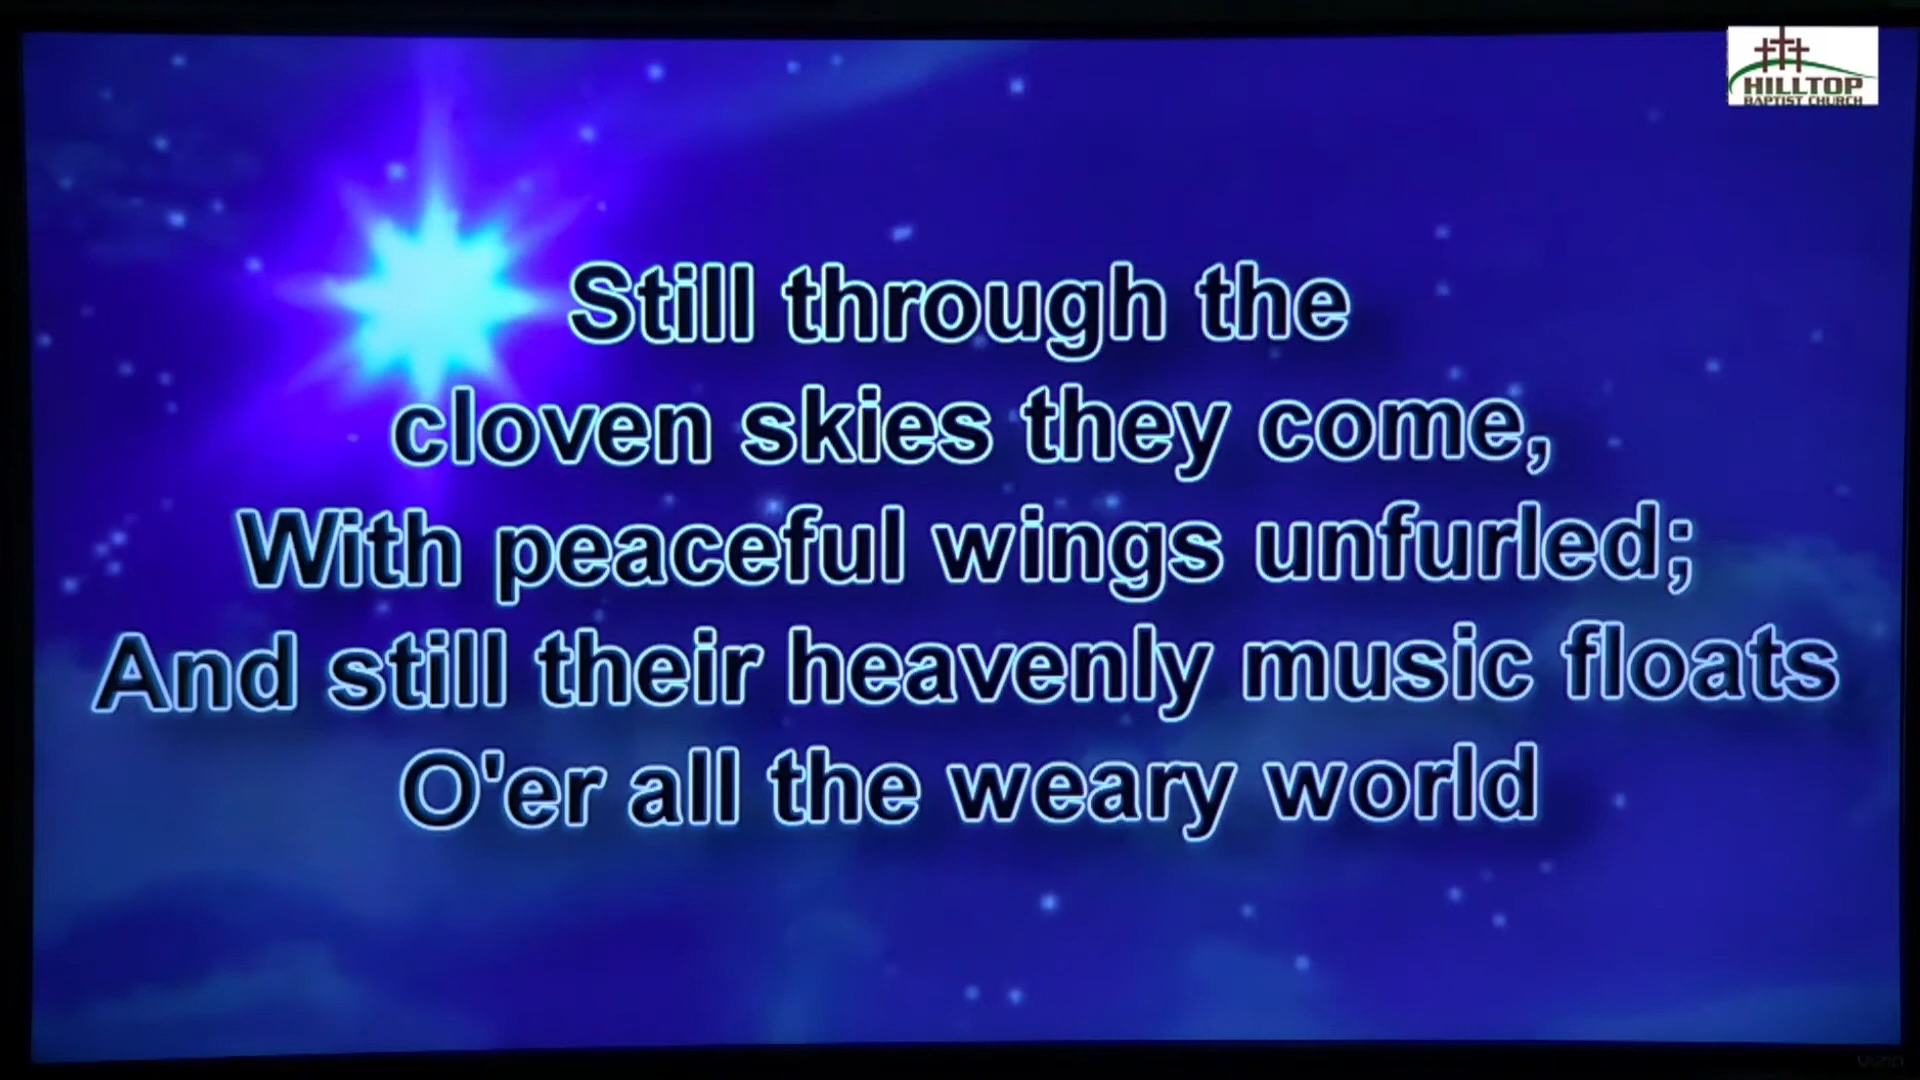 HILLTOP
BAPTIST CHURCH
Still through the
cloven skies they come,
With peaceful wings unfurled;
And still their heavenly music floats
O'er all the weary world
VIZIO